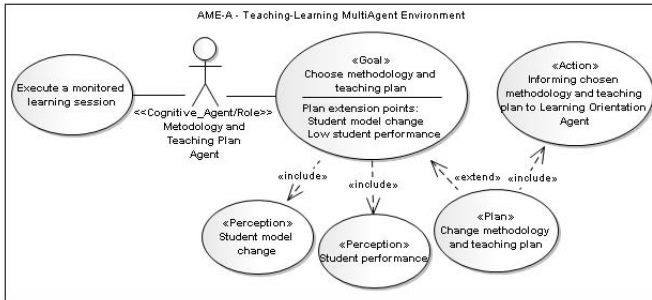 AME-A - Teaching-Learning MultiAgent Environment
Execute a monitored
learning session
<<Cognitive_Agent/Role>>
Metodology and
Teaching Plan
Agent
«Goal»
Choose methodology and
teaching plan
Plan extension points:
Student model change
Low student performance
«Action»
Informing chosen
methodology and teaching
plan to Learning Orientation
Agent
«include»
«include»
«extend»
«include»
«Perception»
Student model
change
«Perception»
Student performance
«Plan»
Change methodology
and teaching plan